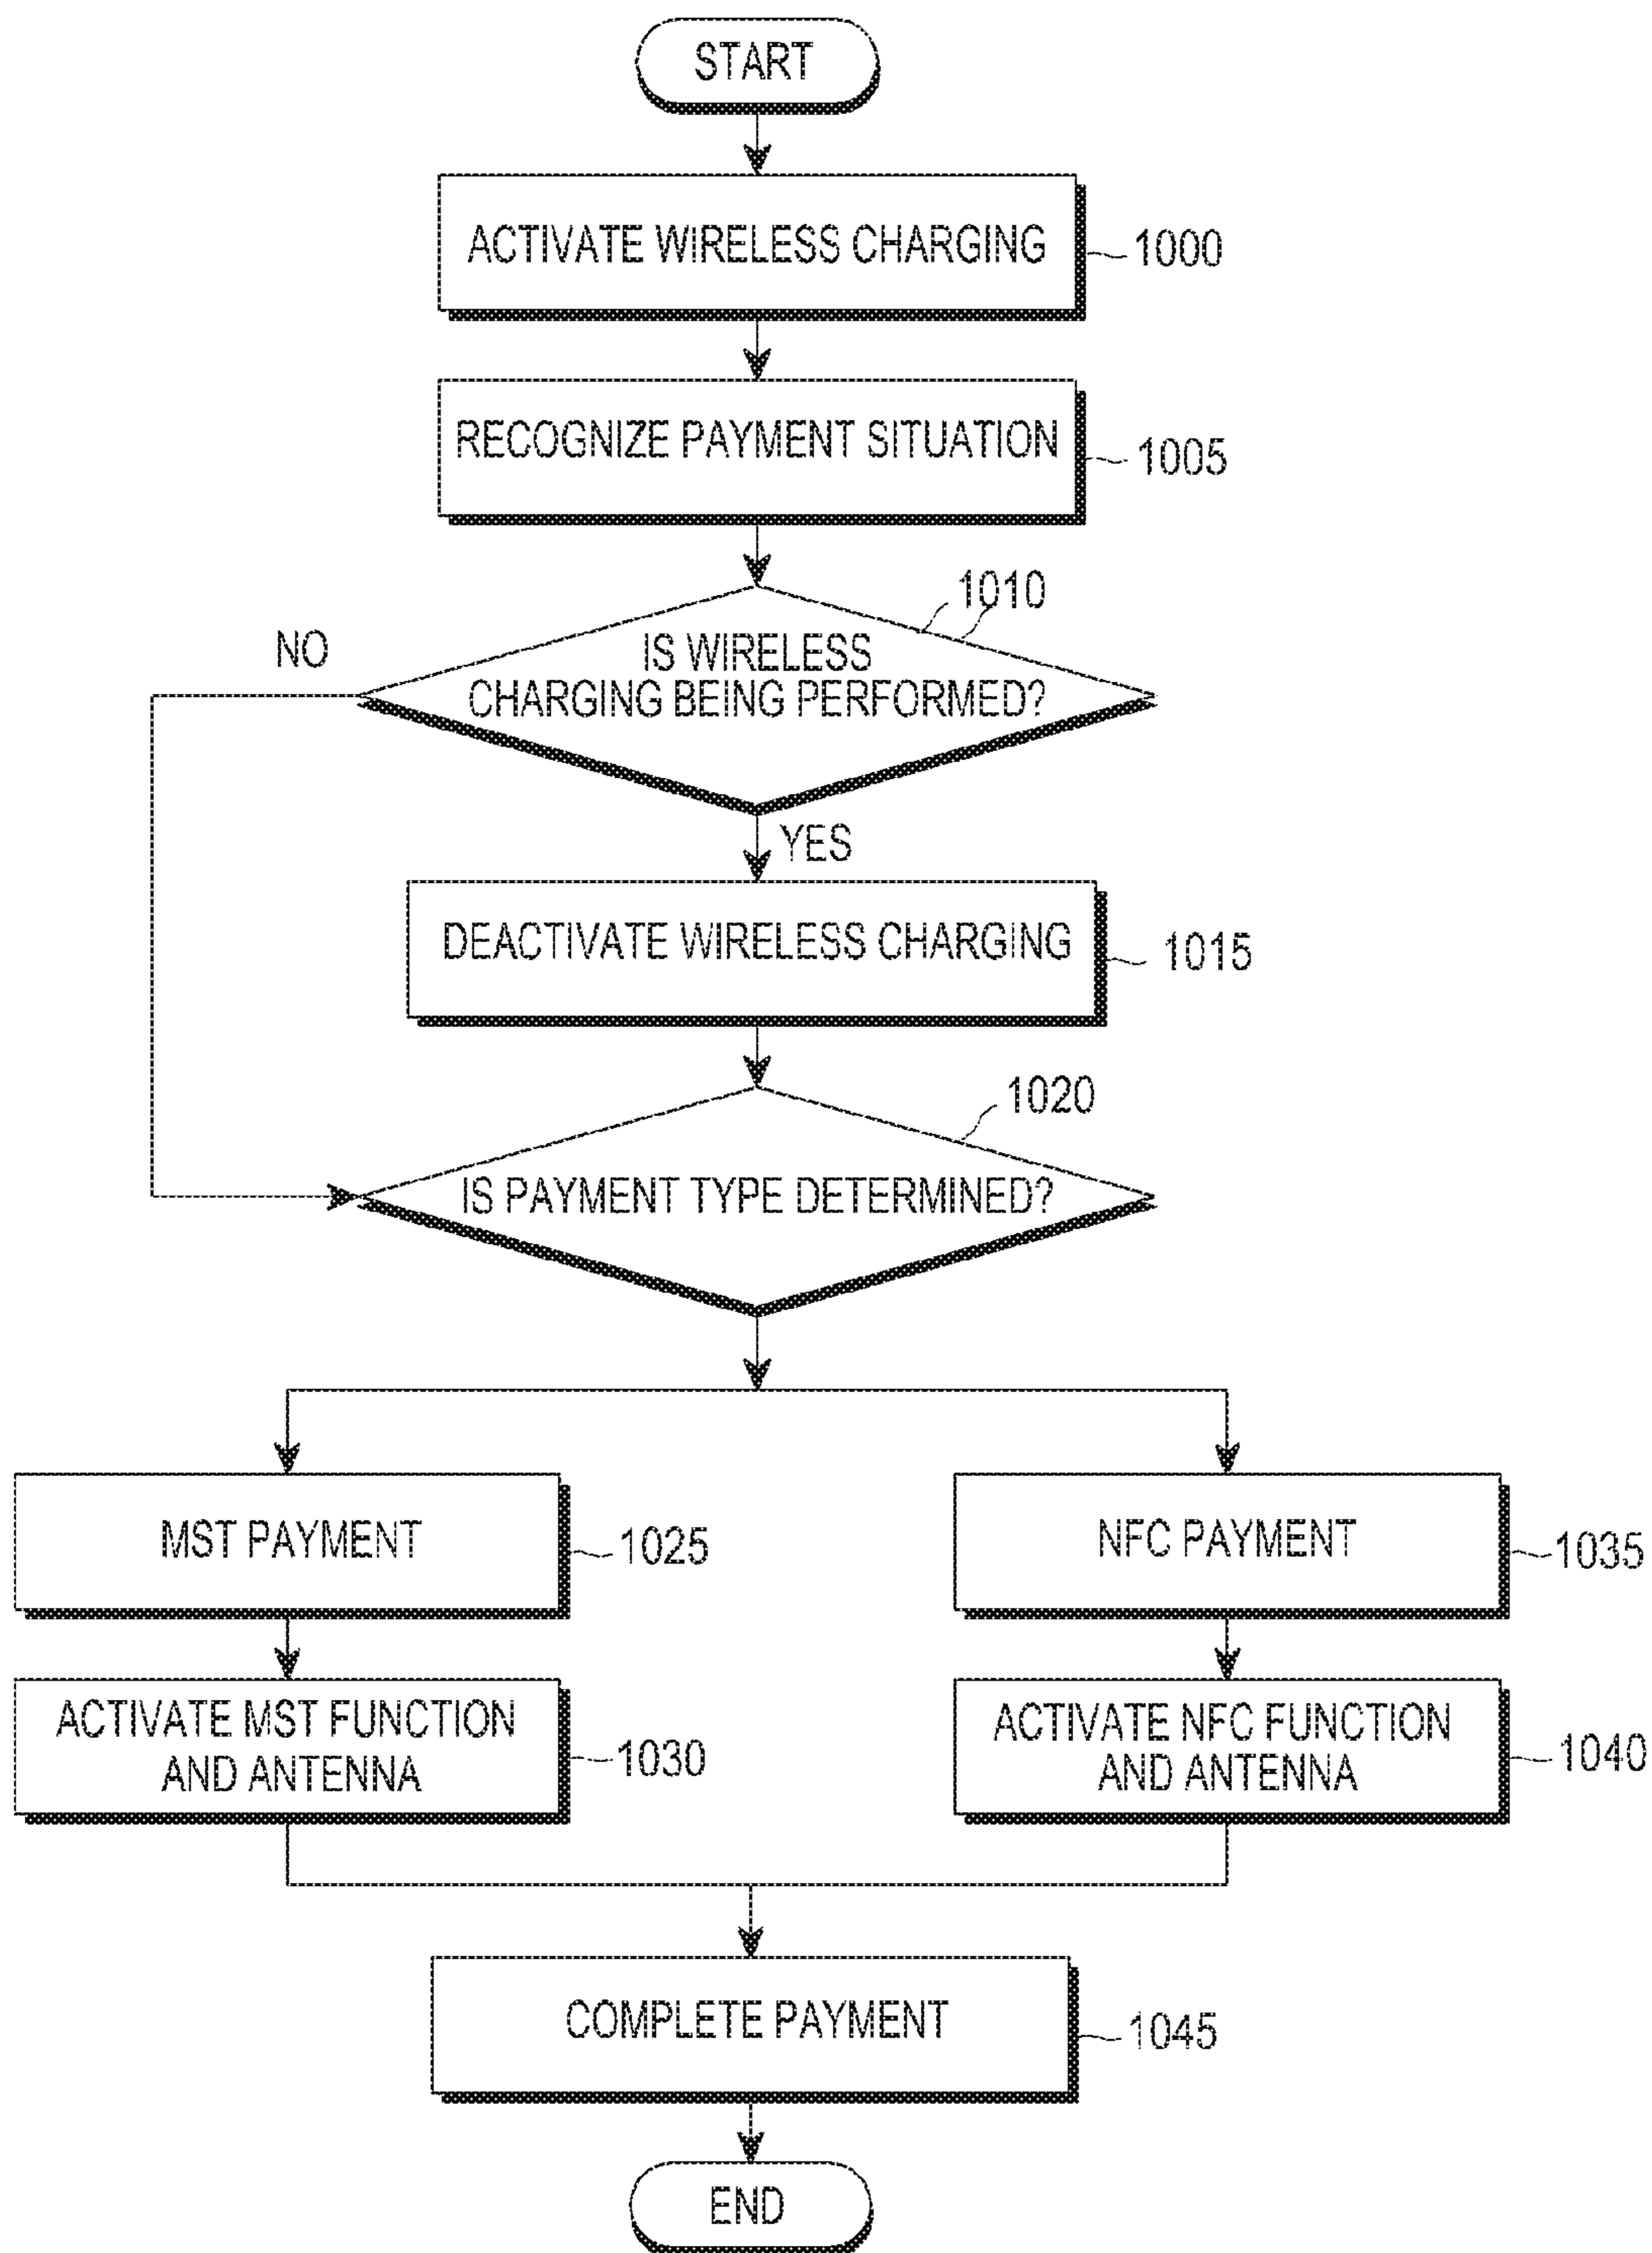 START
ACTIVATE WIRELESS CHARGING
1000
RECOGNIZE PAYMENT SITUATION
1005
1010
NO
IS WIRELESS
CHARGING BEING PERFORMED?
YES
DEACTIVATE WIRELESS CHARGING
1015
1020
IS PAYMENT TYPE DETERMINED?
MST PAYMENT
1025
NFC PAYMENT
1035
ACTIVATE MST FUNCTION
AND ANTENNA
1030
ACTIVATE NFC FUNCTION
AND ANTENNA
1040
COMPLETE PAYMENT
1045
END